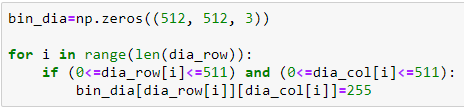 bin_dia=np.zeros((512, 512, 3))
for i in range(len(dia_row)):
    if (0<=dia_row[i]<=511) and (0<=dia_col[i]<=511):
        bin_dia[dia_row[i]][dia_col[i]]=255